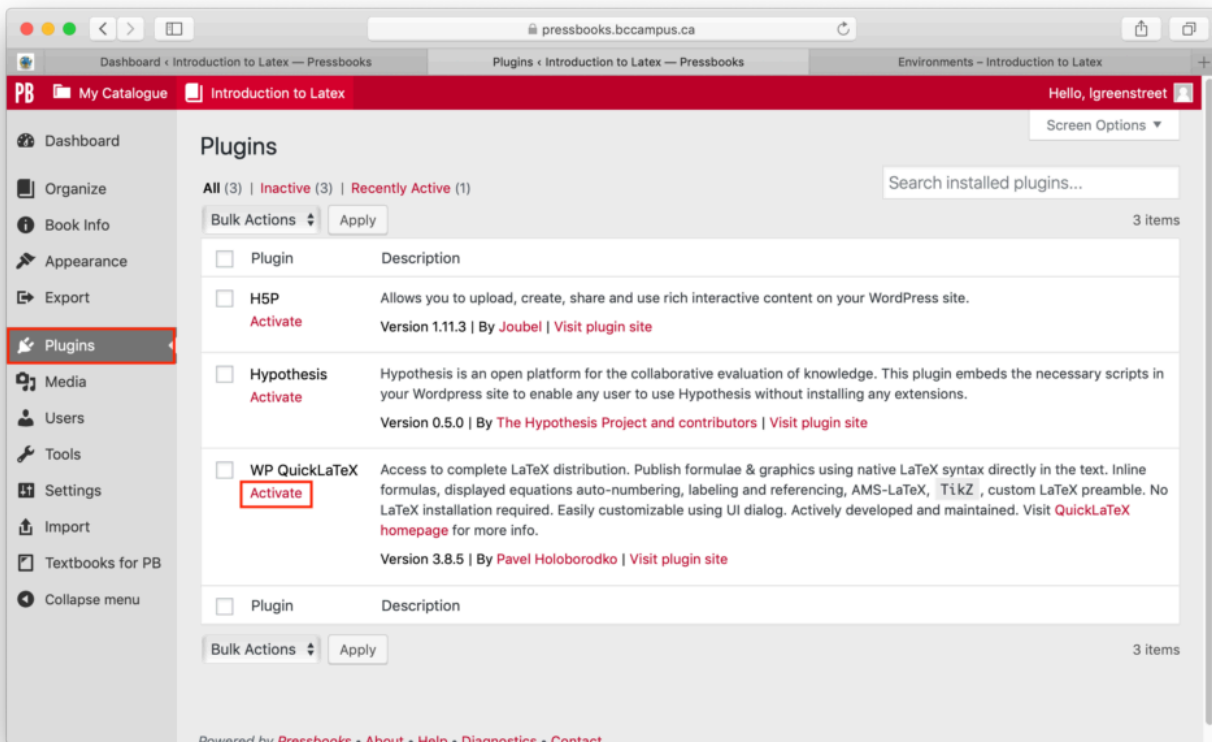 pressbooks.bccampus.ca
Dashboard ‹ Introduction to Latex — Pressbooks
Plugins ‹ Introduction to Latex — Pressbooks
Environments – Introduction to Latex
PB My Catalogue Introduction to Latex
Hello, lgreenstreet
Screen Options ▼
Dashboard
Organize
Book Info
Appearance
Export
Plugins
Media
Users
Tools
Settings
Import
Textbooks for PB
Collapse menu
Plugins
All (3) | Inactive (3) | Recently Active (1)
Search installed plugins...
Bulk Actions Apply
3 items
Plugin Description
H5P Allows you to upload, create, share and use rich interactive content on your WordPress site.
Activate
Version 1.11.3 | By Joubel | Visit plugin site
Hypothesis Hypothesis is an open platform for the collaborative evaluation of knowledge. This plugin embeds the necessary scripts in
Activate your Wordpress site to enable any user to use Hypothesis without installing any extensions.
Version 0.5.0 | By The Hypothesis Project and contributors | Visit plugin site
WP QuickLaTeX Access to complete LaTeX distribution. Publish formulae & graphics using native LaTeX syntax directly in the text. Inline
Activate formulas, displayed equations auto-numbering, labeling and referencing, AMS-LaTeX, TikZ , custom LaTeX preamble. No
LaTeX installation required. Easily customizable using UI dialog. Actively developed and maintained. Visit QuickLaTeX
homepage for more info.
Version 3.8.5 | By Pavel Holoborodko | Visit plugin site
Plugin Description
Bulk Actions Apply
3 items
Powered by Pressbooks • About • Help • Diagnostics • Contact